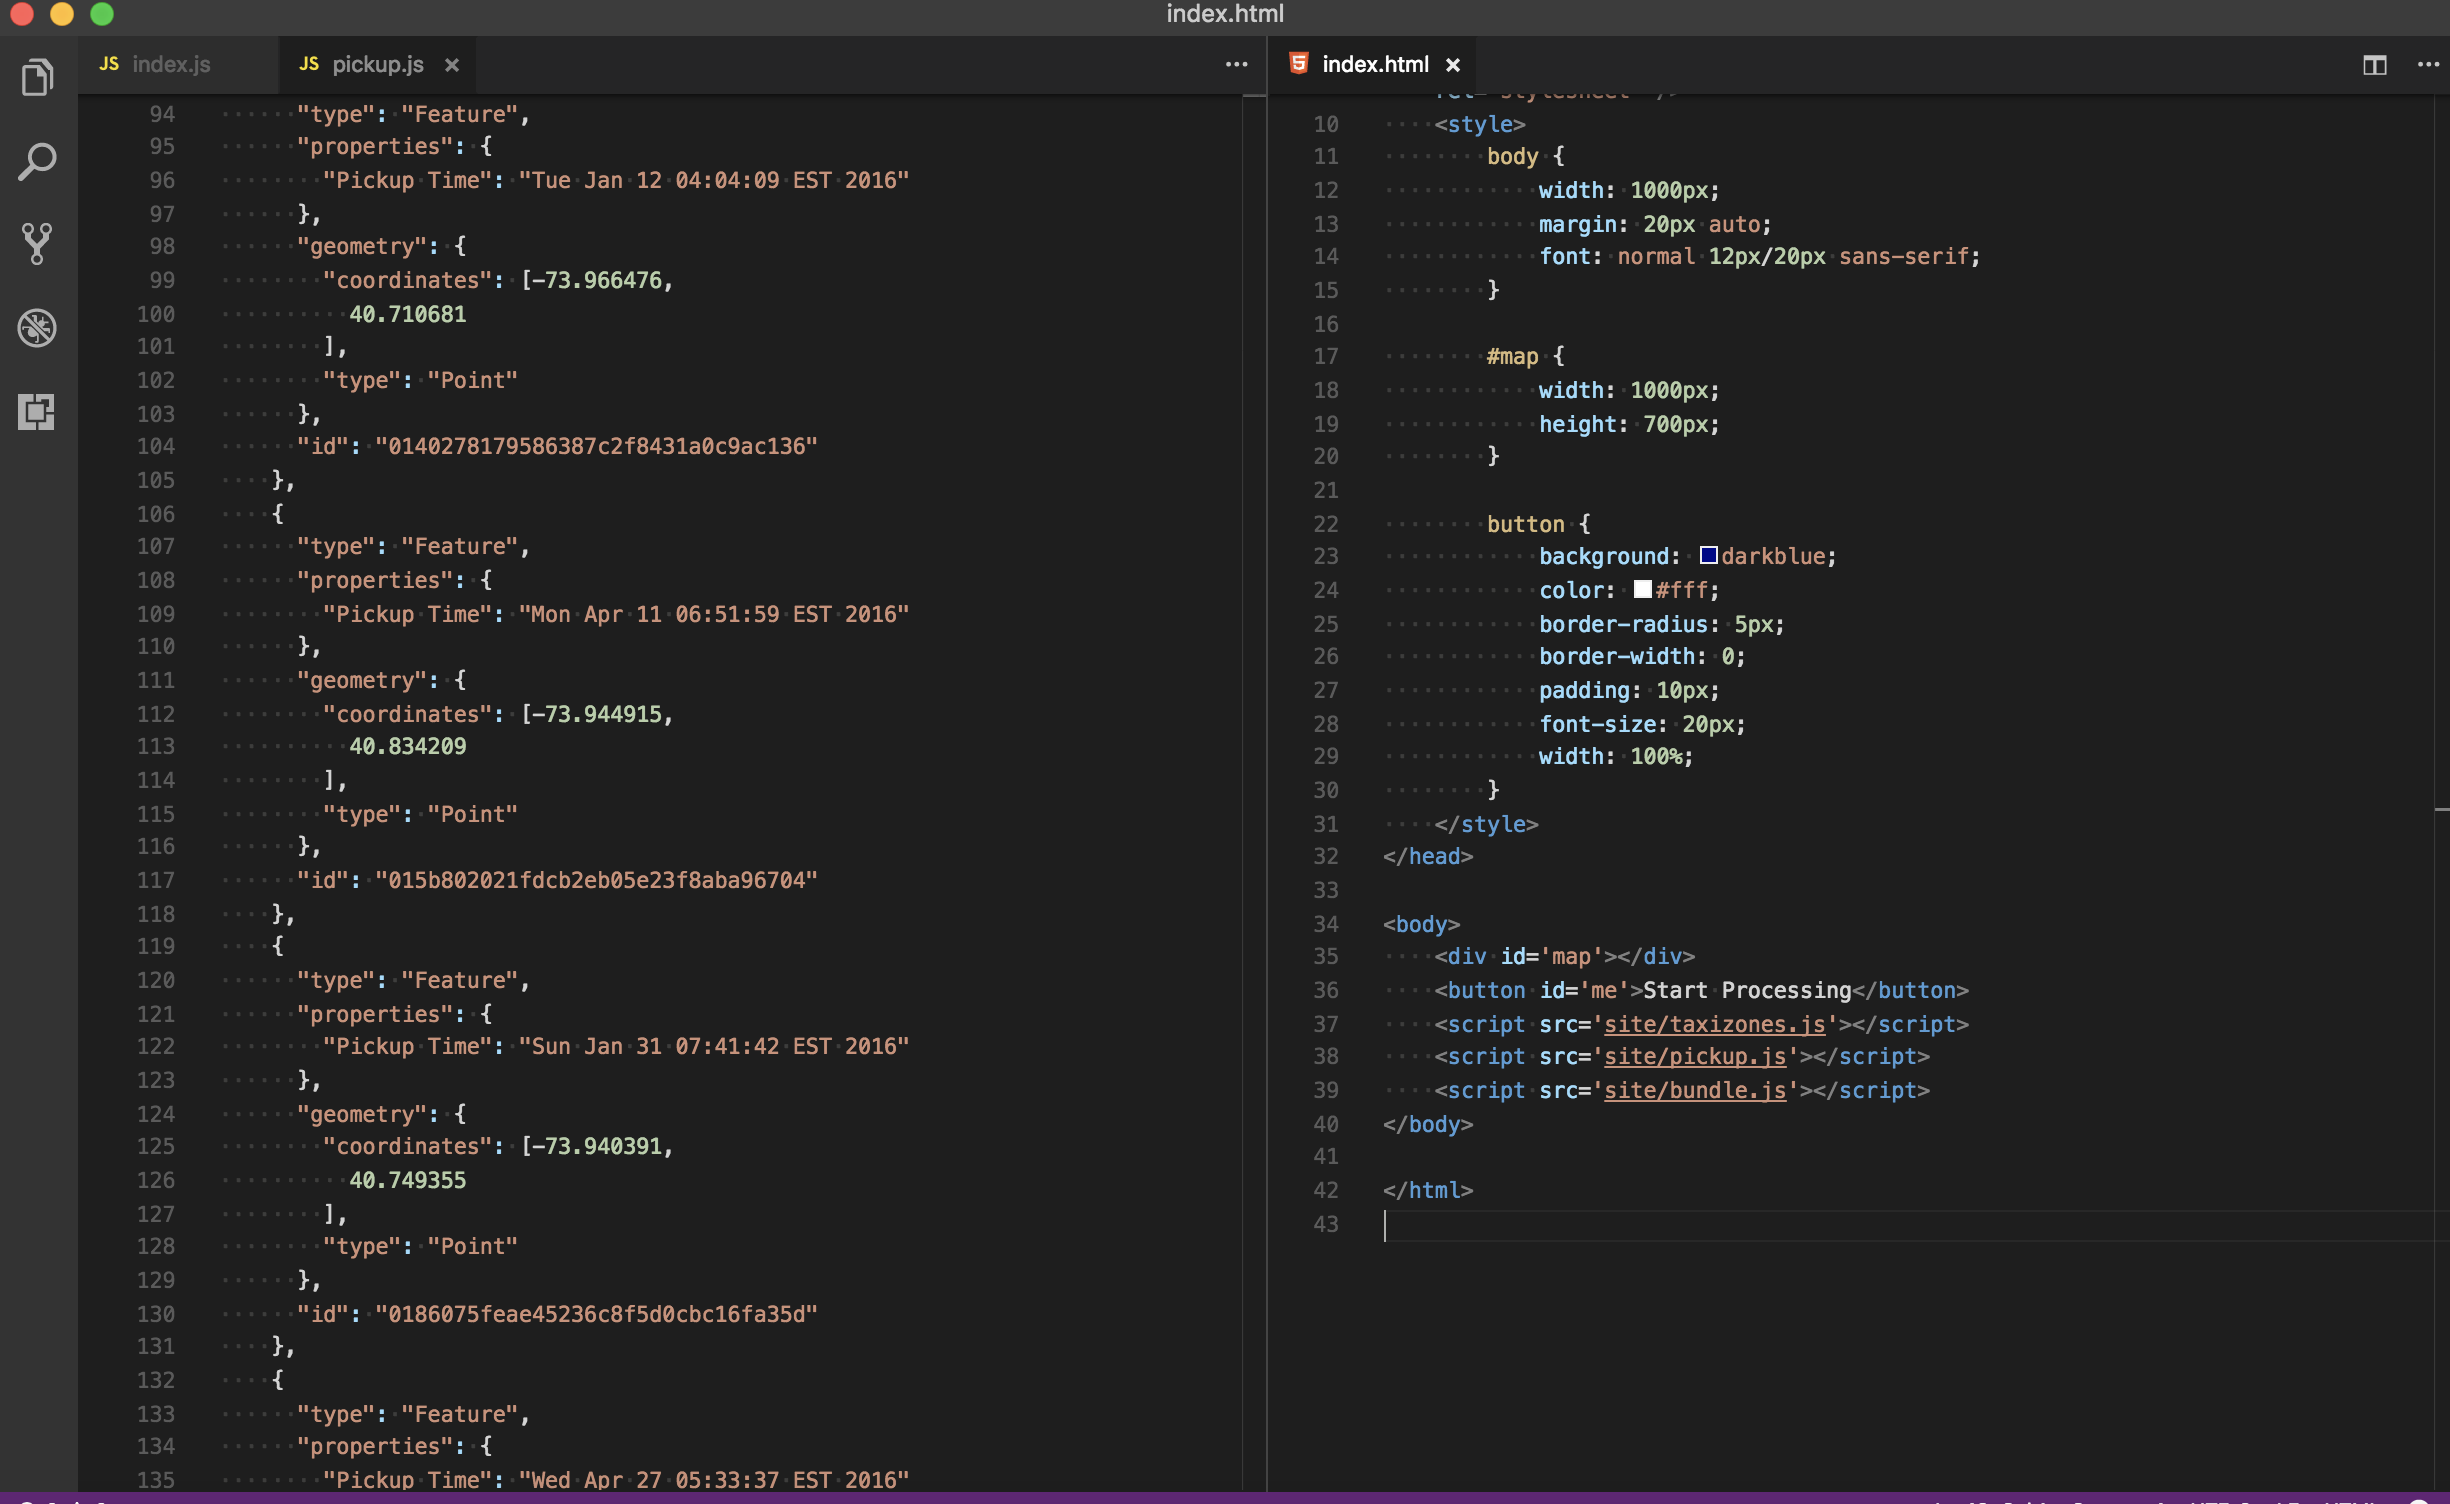 index.html
JS index.js
JS pickup.js ×
94 "type": "Feature",
95 "properties": {
96 "Pickup Time": "Tue Jan 12 04:04:09 EST 2016"
97 },
98 "geometry": {
99 "coordinates": [-73.966476,
100 40.710681
101 ],
102 "type": "Point"
103 },
104 "id": "0140278179586387c2f8431a0c9ac136"
105 },
106 {
107 "type": "Feature",
108 "properties": {
109 "Pickup Time": "Mon Apr 11 06:51:59 EST 2016"
110 },
111 "geometry": {
112 "coordinates": [-73.944915,
113 40.834209
114 ],
115 "type": "Point"
116 },
117 "id": "015b802021fdcb2eb05e23f8aba96704"
118 },
119 {
120 "type": "Feature",
121 "properties": {
122 "Pickup Time": "Sun Jan 31 07:41:42 EST 2016"
123 },
124 "geometry": {
125 "coordinates": [-73.940391,
126 40.749355
127 ],
128 "type": "Point"
129 },
130 "id": "0186075feae45236c8f5d0cbc16fa35d"
131 },
132 {
133 "type": "Feature",
134 "properties": {
135 "Pickup Time": "Wed Apr 27 05:33:37 EST 2016"
index.html ×
10 <style>
11 body {
12 width: 1000px;
13 margin: 20px auto;
14 font: normal 12px/20px sans-serif;
15 }
16
17 #map {
18 width: 1000px;
19 height: 700px;
20 }
21
22 button {
23 background: darkblue;
24 color: #fff;
25 border-radius: 5px;
26 border-width: 0;
27 padding: 10px;
28 font-size: 20px;
29 width: 100%;
30 }
31 </style>
32 </head>
33
34 <body>
35 <div id='map'></div>
36 <button id='me'>Start Processing</button>
37 <script src='site/taxizones.js'></script>
38 <script src='site/pickup.js'></script>
39 <script src='site/bundle.js'></script>
40 </body>
41
42 </html>
43